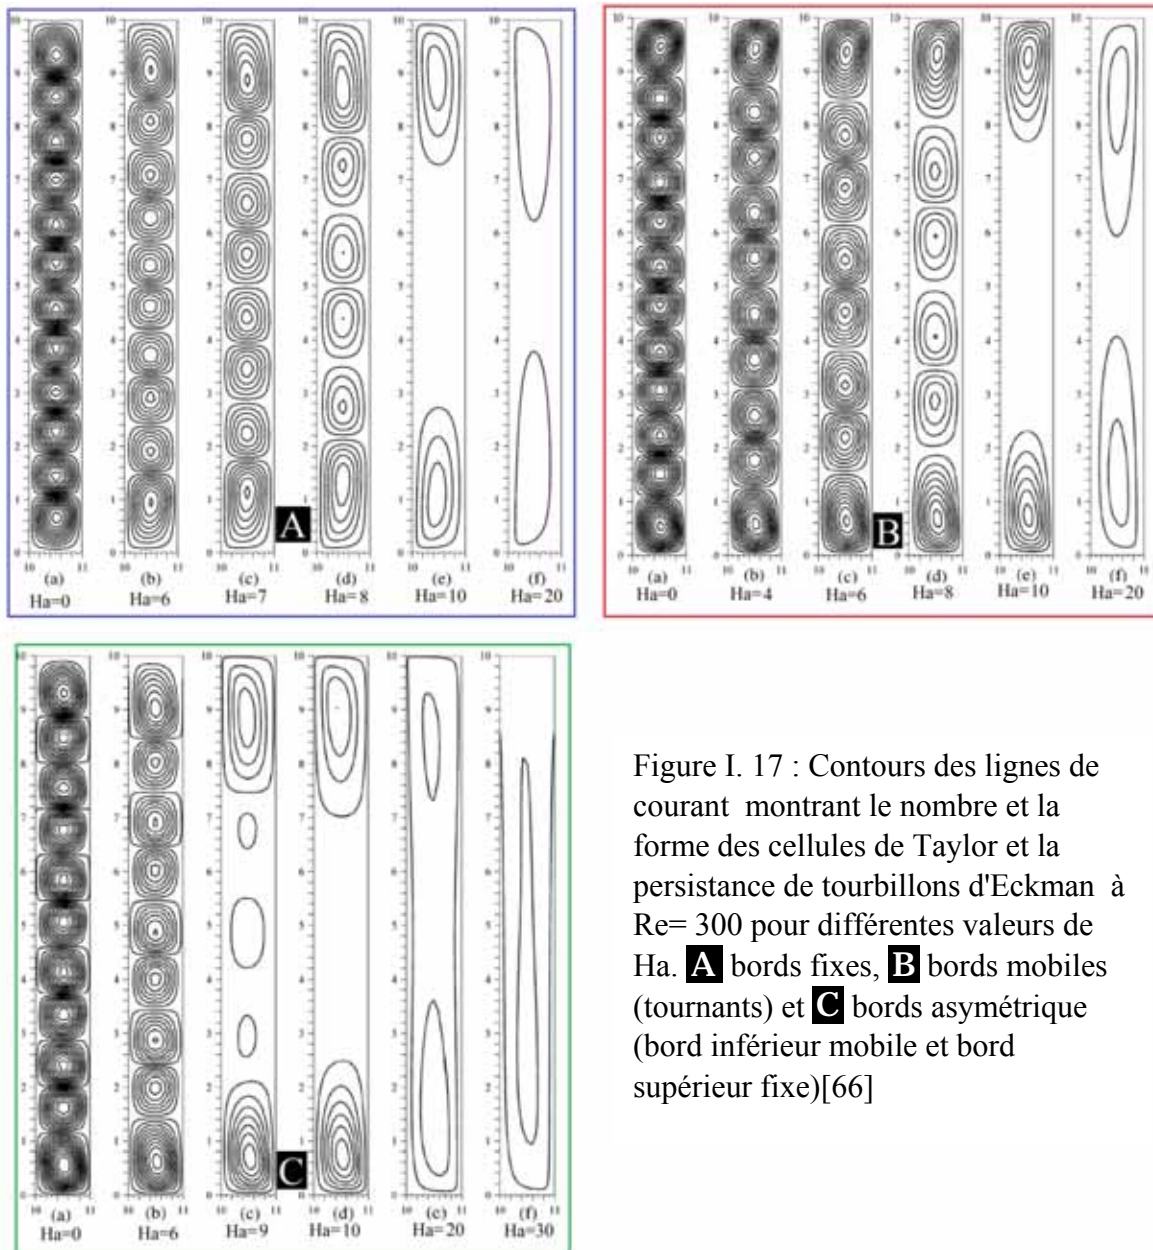 A
(a) (b) (c) (d) (e) (f)
Ha=0 Ha=6 Ha=7 Ha=8 Ha=10 Ha=20
B
(a) (b) (c) (d) (e) (f)
Ha=0 Ha=4 Ha=6 Ha=8 Ha=10 Ha=20
C
(a) (b) (c) (d) (e) (f)
Ha=0 Ha=6 Ha=9 Ha=10 Ha=20 Ha=30
Figure I. 17 : Contours des lignes de
courant montrant le nombre et la
forme des cellules de Taylor et la
persistance de tourbillons d'Eckman à
Re= 300 pour différentes valeurs de
Ha. A bords fixes, B bords mobiles
(tournants) et C bords asymétrique
(bord inférieur mobile et bord
supérieur fixe)[66]